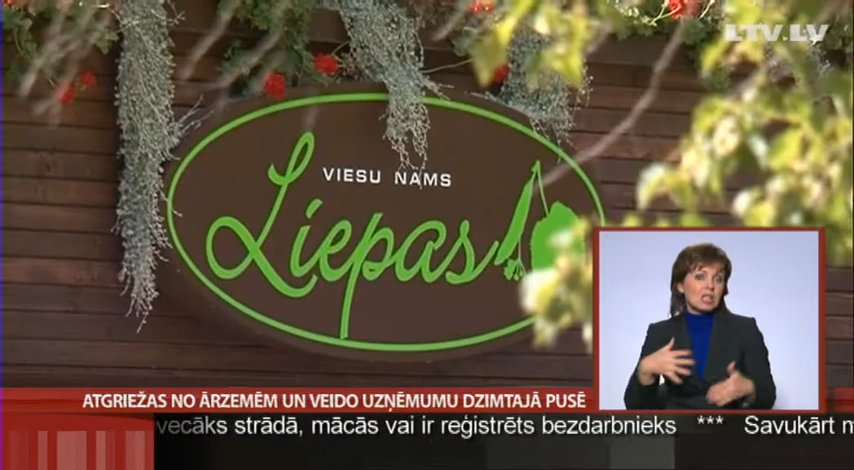 LTV.LV
VIESU NAMS
Liepas
ATGRIEŽAS NO ĀRZEMĒM UN VEIDO UZŅĒMUMU DZIMTAJĀ PUSĒ
vecāks strādā, mācās vai ir reģistrēts bezdarbnieks *** Savukārt m